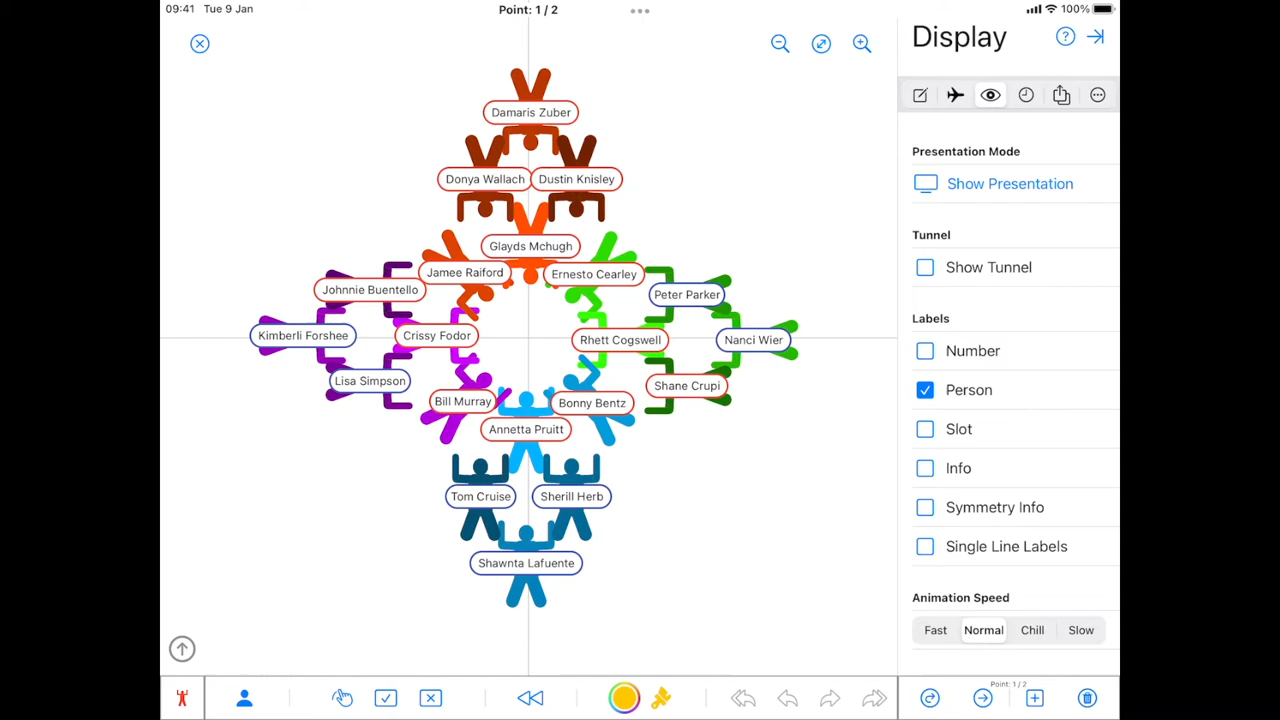 09:41 Tue 9 Jan
Point: 1 / 2
100%
Display
Damaris Zuber
Donya Wallach
Dustin Knisley
Glayds Mchugh
Jamee Raiford
Ernesto Cearley
Johnnie Buentello
Peter Parker
Kimberli Forshee
Crissy Fodor
Rhett Cogswell
Nanci Wier
Lisa Simpson
Shane Crupi
Bill Murray
Bonny Bentz
Annetta Pruitt
Tom Cruise
Sherill Herb
Shawnta Lafuente
Presentation Mode
Show Presentation
Tunnel
Show Tunnel
Labels
Number
Person
Slot
Info
Symmetry Info
Single Line Labels
Animation Speed
Fast Normal Chill Slow
Point: 1 / 2